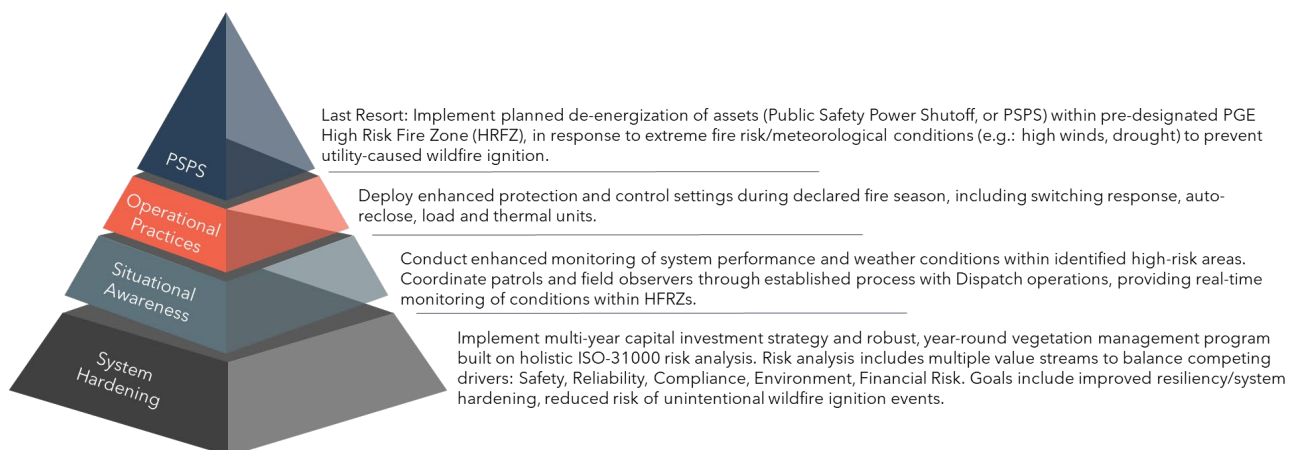 PSPS
Last Resort: Implement planned de-energization of assets (Public Safety Power Shutoff, or PSPS) within pre-designated PGE
High Risk Fire Zone (HRFZ), in response to extreme fire risk/meteorological conditions (e.g.: high winds, drought) to prevent
utility-caused wildfire ignition.
Operational
Practices
Deploy enhanced protection and control settings during declared fire season, including switching response, auto-
reclose, load and thermal units.
Situational
Awareness
Conduct enhanced monitoring of system performance and weather conditions within identified high-risk areas.
Coordinate patrols and field observers through established process with Dispatch operations, providing real-time
monitoring of conditions within HFRZs.
System
Hardening
Implement multi-year capital investment strategy and robust, year-round vegetation management program
built on holistic ISO-31000 risk analysis. Risk analysis includes multiple value streams to balance competing
drivers: Safety, Reliability, Compliance, Environment, Financial Risk. Goals include improved resiliency/system
hardening, reduced risk of unintentional wildfire ignition events.